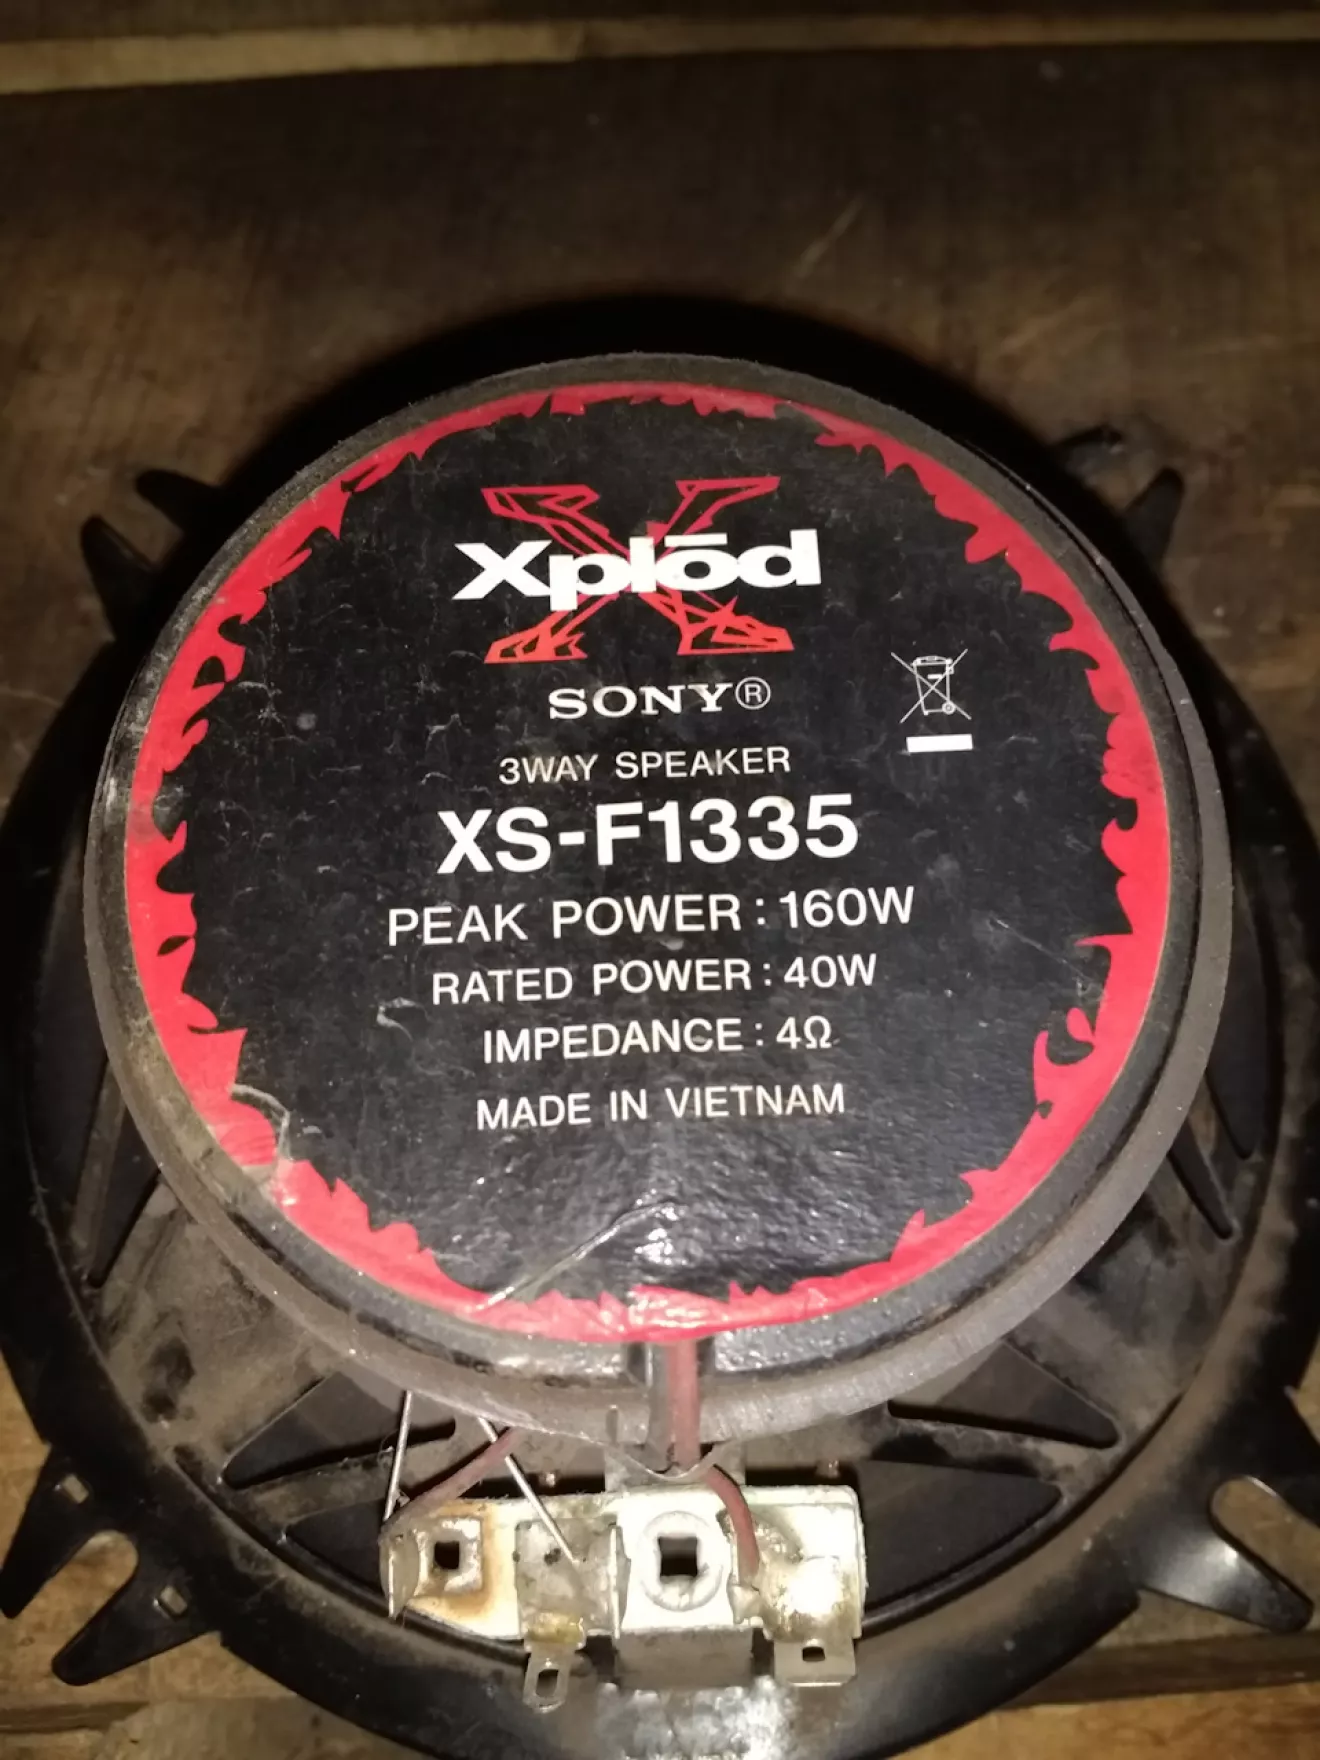 Xplōd
SONY®
3WAY SPEAKER
XS-F1335
PEAK POWER : 160W
RATED POWER : 40W
IMPEDANCE : 4Ω
MADE IN VIETNAM